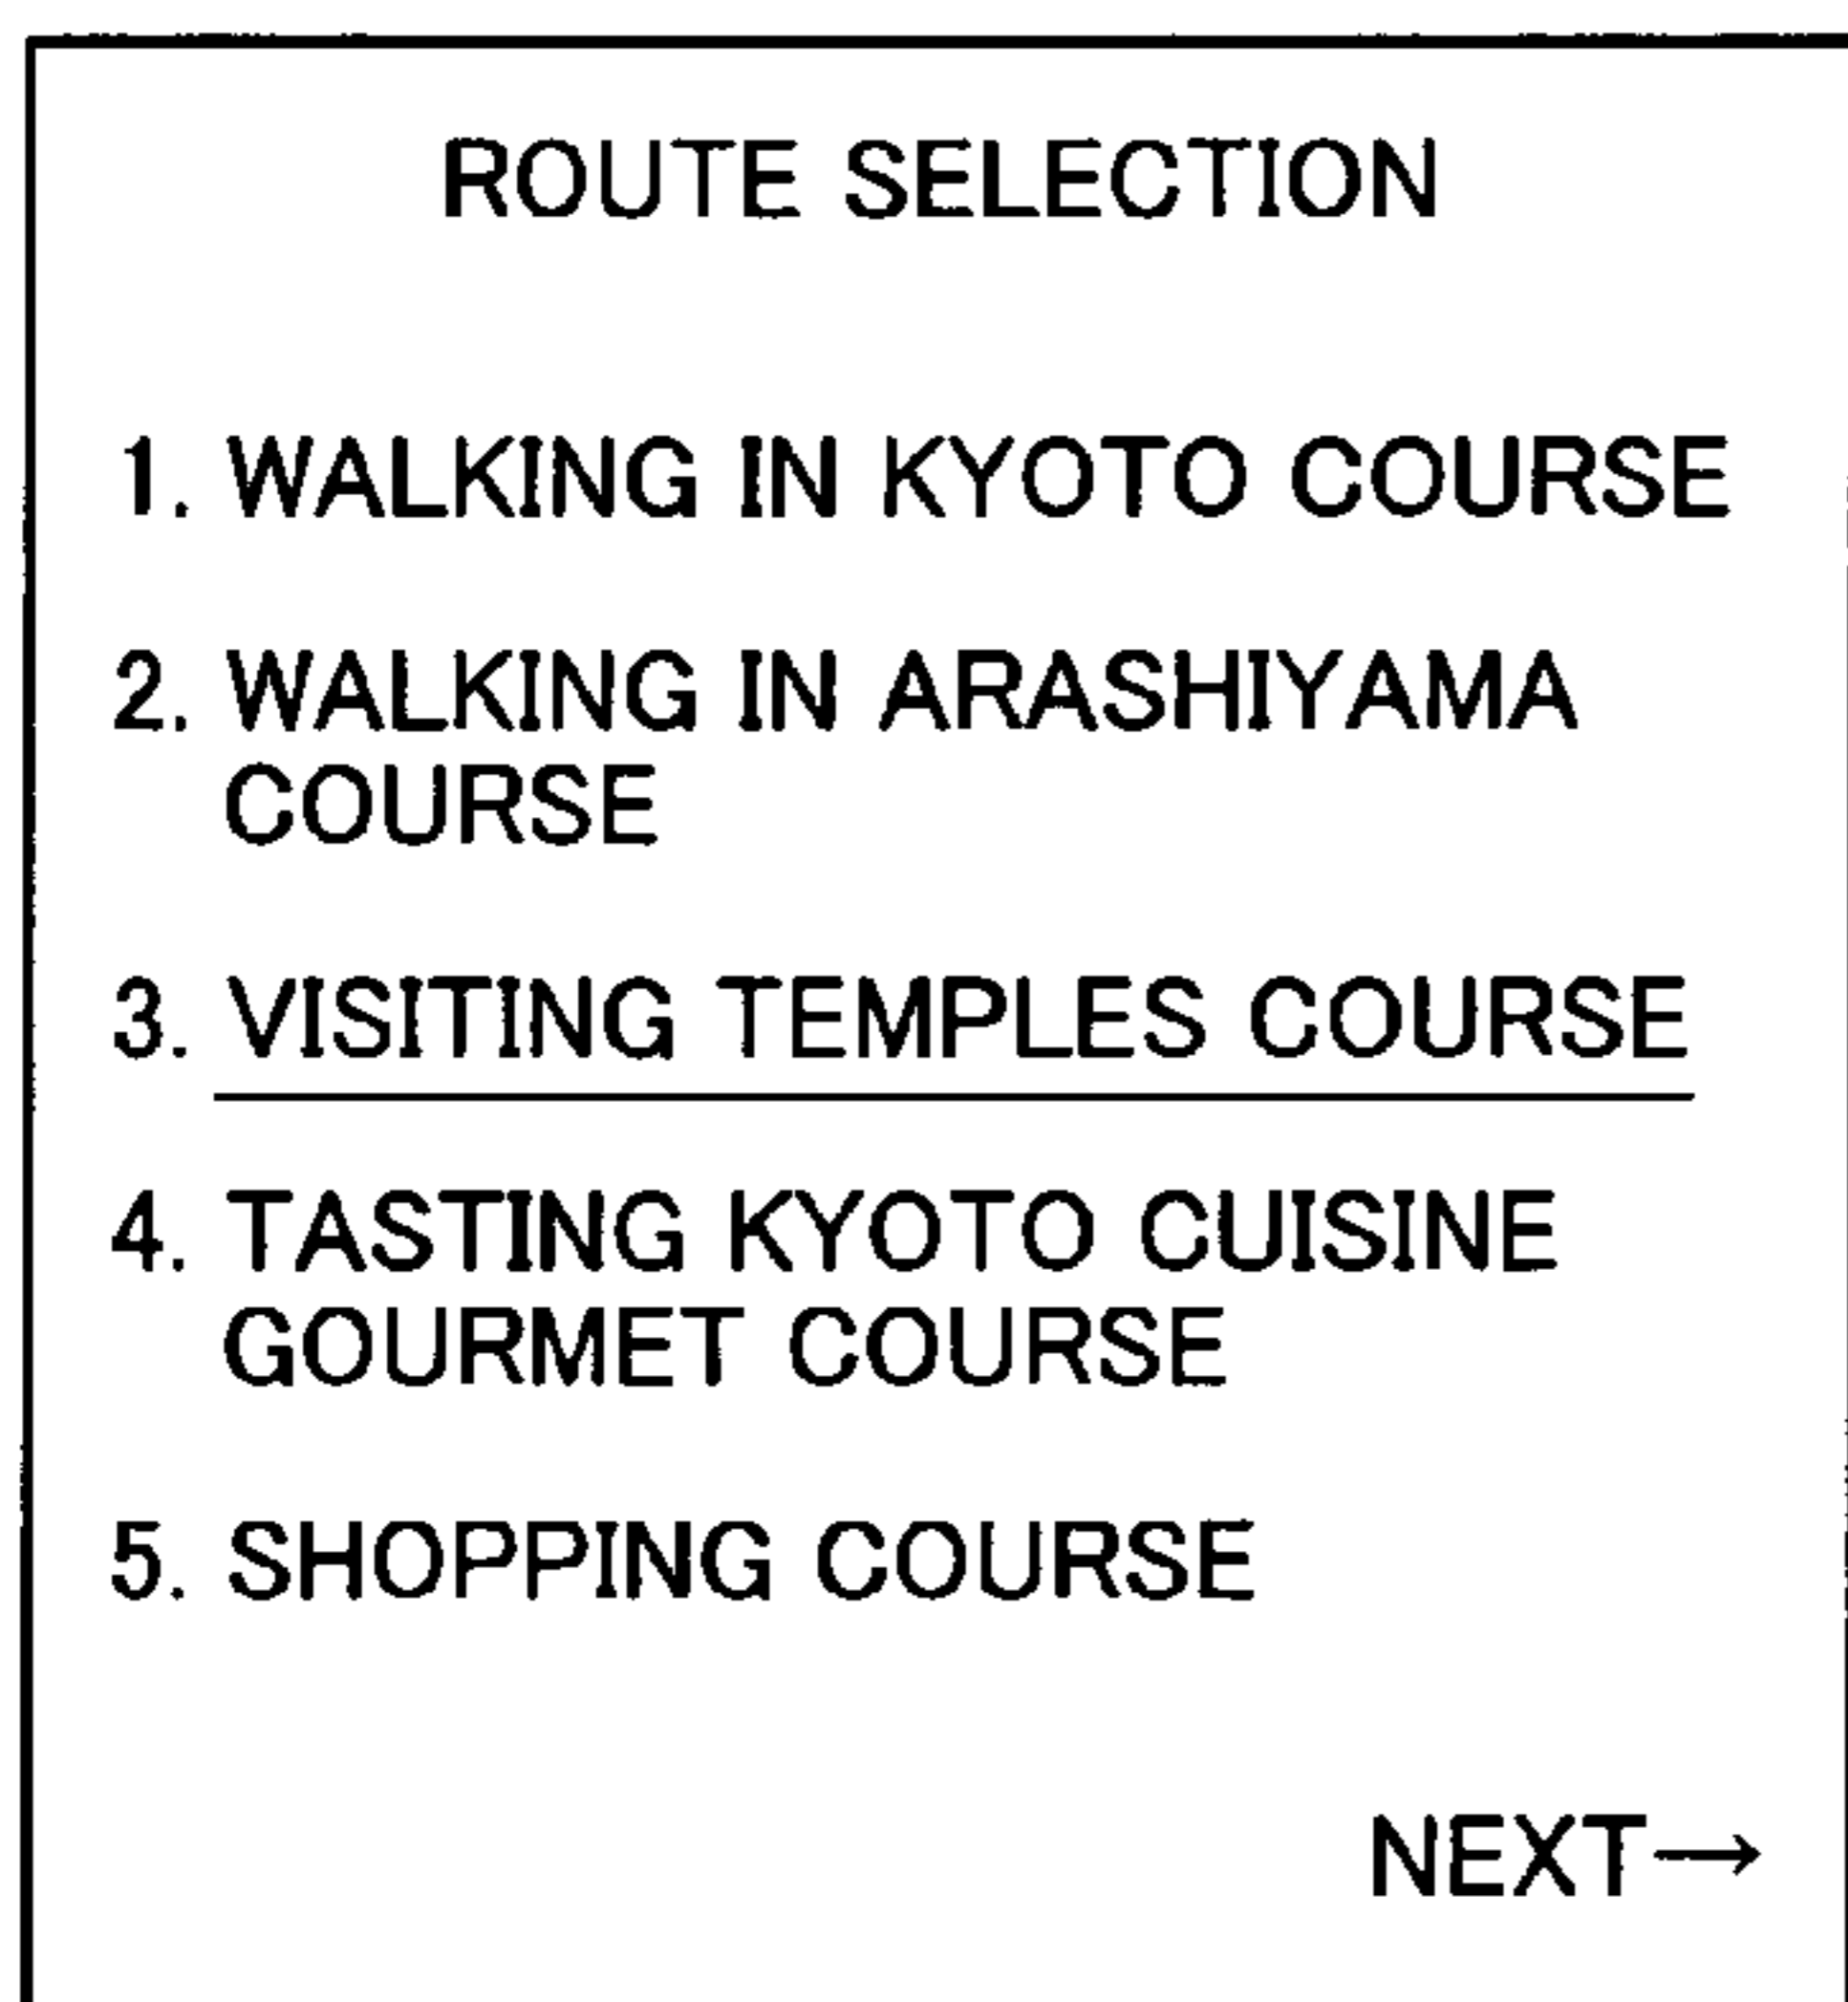 ROUTE SELECTION
1. WALKING IN KYOTO COURSE
2. WALKING IN ARASHIYAMA
COURSE
3. VISITING TEMPLES COURSE
4. TASTING KYOTO CUISINE
GOURMET COURSE
5. SHOPPING COURSE
NEXT→